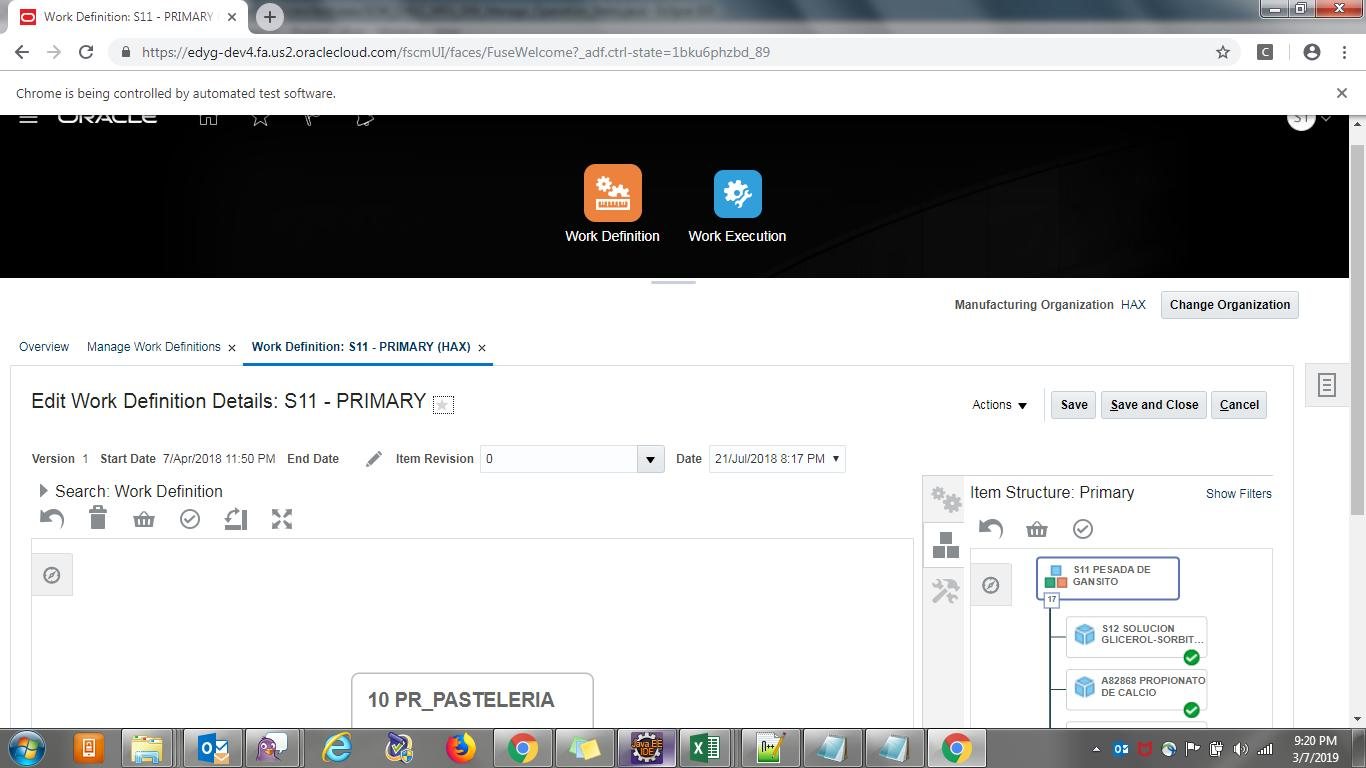 Work Definition: S11 - PRIMARY
https://edyg-dev4.fa.us2.oraclecloud.com/fscmUI/faces/FuseWelcome?_adf.ctrl-state=1bku6phzbd_89
C
Chrome is being controlled by automated test software.
ORACLE
ST
Work Definition
Work Execution
Manufacturing Organization HAX Change Organization
Overview Manage Work Definitions Work Definition: S11 - PRIMARY (HAX)
Edit Work Definition Details: S11 - PRIMARY
Actions Save Save and Close Cancel
Version 1 Start Date 7/Apr/2018 11:50 PM End Date Item Revision 0 Date 21/Jul/2018 8:17 PM
Search: Work Definition
Item Structure: Primary Show Filters
S11 PESADA DE
GANSITO
17
S12 SOLUCION
GLICEROL-SORBIT...
A82868 PROPIONATO
DE CALCIO
10 PR_PASTELERIA
Java EE
IDE
9:20 PM
3/7/2019